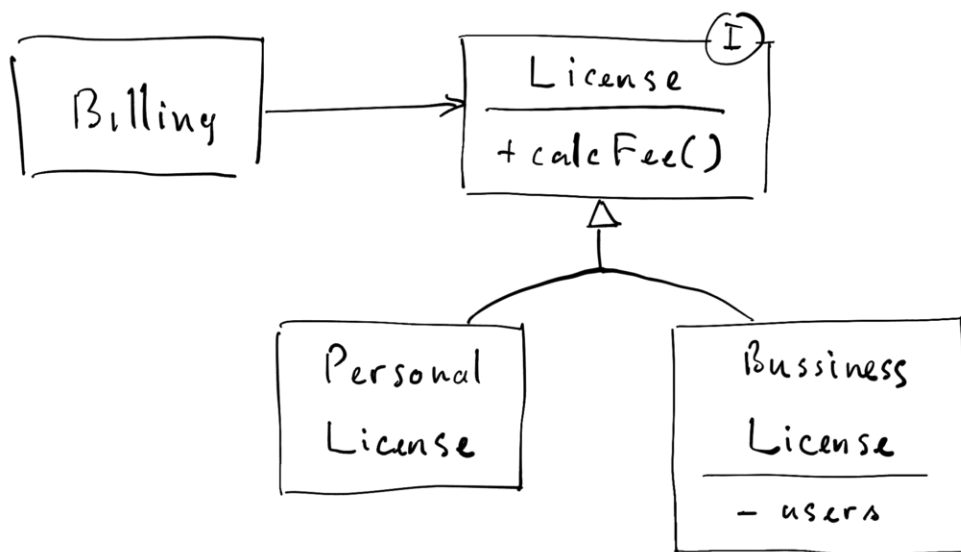 I
Billing
License
+ calcFee()
Personal
License
Bussiness
License
- users